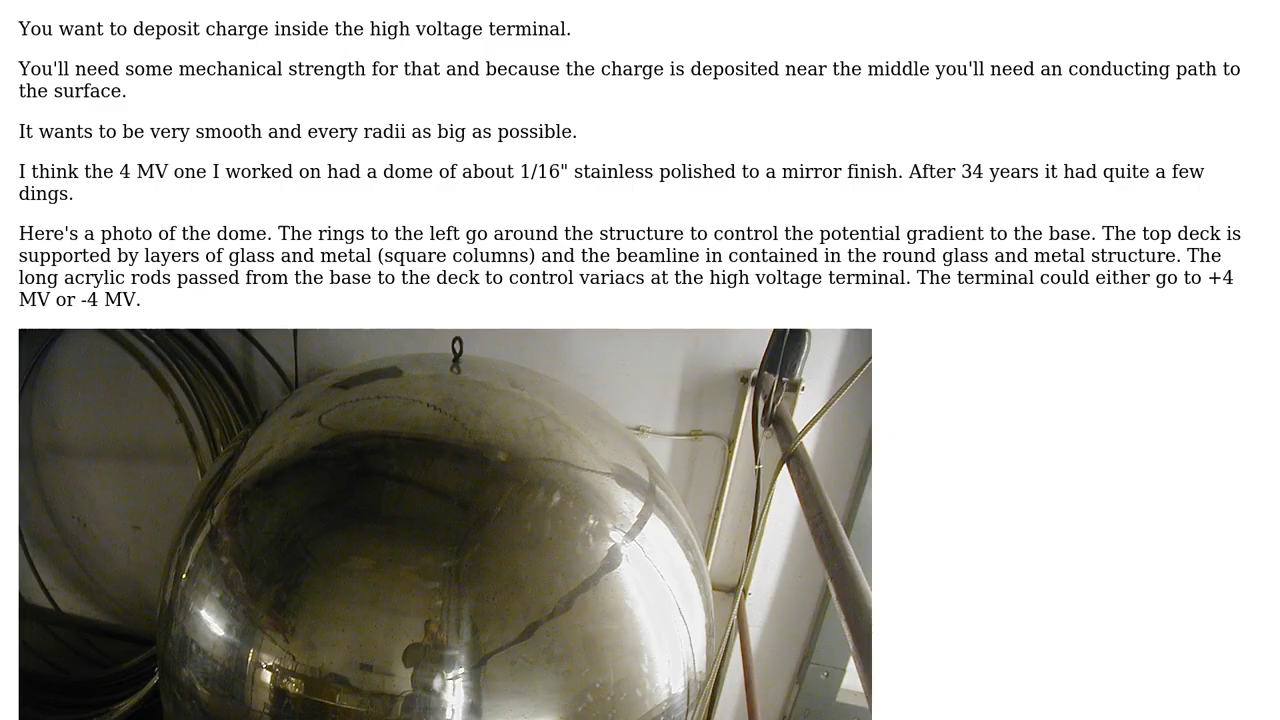 You want to deposit charge inside the high voltage terminal.
You'll need some mechanical strength for that and because the charge is deposited near the middle you'll need an conducting path to
the surface.
It wants to be very smooth and every radii as big as possible.
I think the 4 MV one I worked on had a dome of about 1/16" stainless polished to a mirror finish. After 34 years it had quite a few
dings.
Here's a photo of the dome. The rings to the left go around the structure to control the potential gradient to the base. The top deck is
supported by layers of glass and metal (square columns) and the beamline in contained in the round glass and metal structure. The
long acrylic rods passed from the base to the deck to control variacs at the high voltage terminal. The terminal could either go to +4
MV or -4 MV.